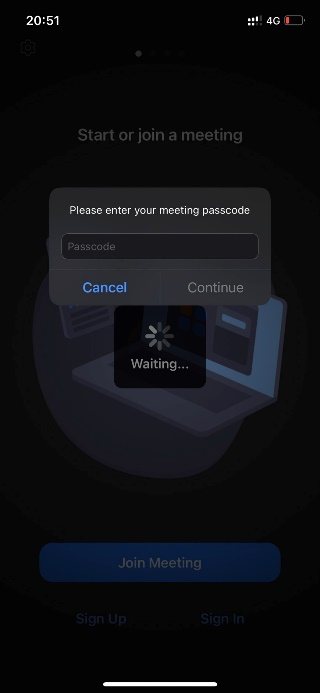 20:51 4G
Start or join a meeting
Please enter your meeting passcode
Passcode
Cancel Continue
Waiting...
Join Meeting
Sign Up Sign In